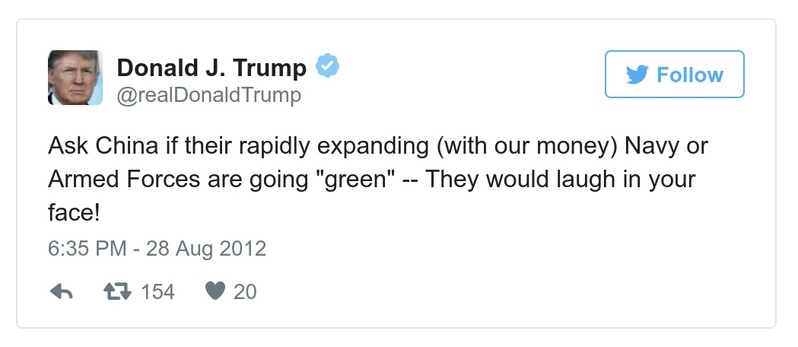 Donald J. Trump
@realDonaldTrump
Follow
Ask China if their rapidly expanding (with our money) Navy or
Armed Forces are going "green" -- They would laugh in your
face!
6:35 PM - 28 Aug 2012
154 20